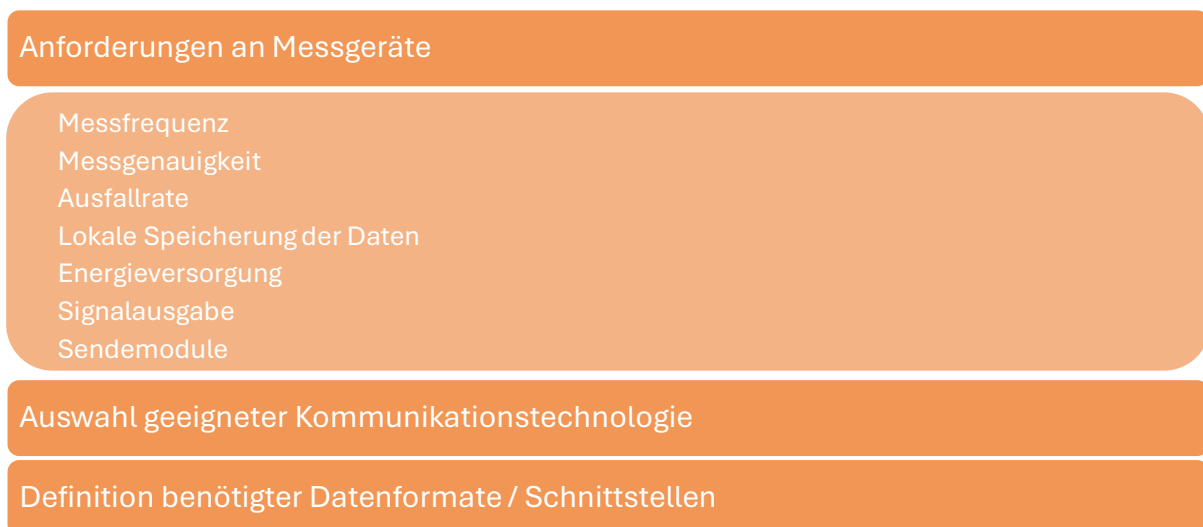 Anforderungen an Messgeräte
Messfrequenz
Messgenauigkeit
Ausfallrate
Lokale Speicherung der Daten
Energieversorgung
Signalausgabe
Sendemodule
Auswahl geeigneter Kommunikationstechnologie
Definition benötigter Datenformate / Schnittstellen